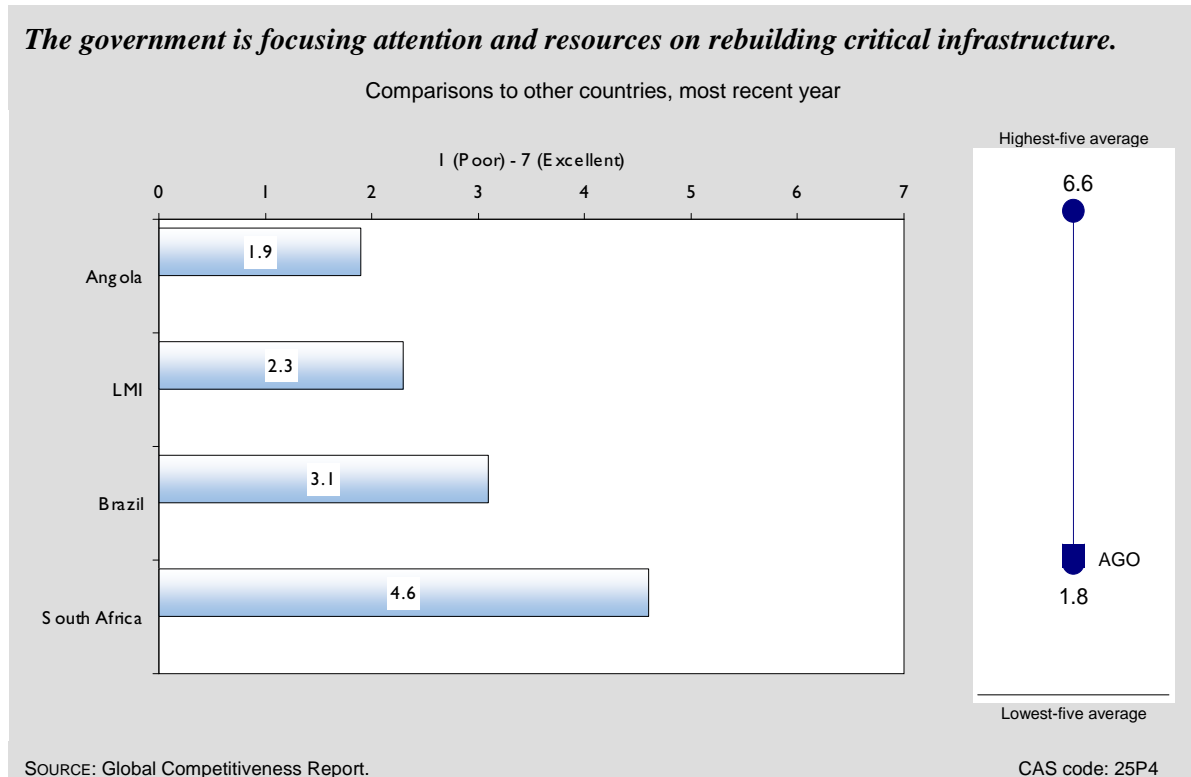 The government is focusing attention and resources on rebuilding critical infrastructure.
Comparisons to other countries, most recent year
1 (Poor) - 7 (Excellent)
0 1 2 3 4 5 6 7
Angola
1.9
LMI
2.3
Brazil
3.1
South Africa
4.6
Highest-five average
6.6
AGO
1.8
Lowest-five average
SOURCE: Global Competitiveness Report.
CAS code: 25P4